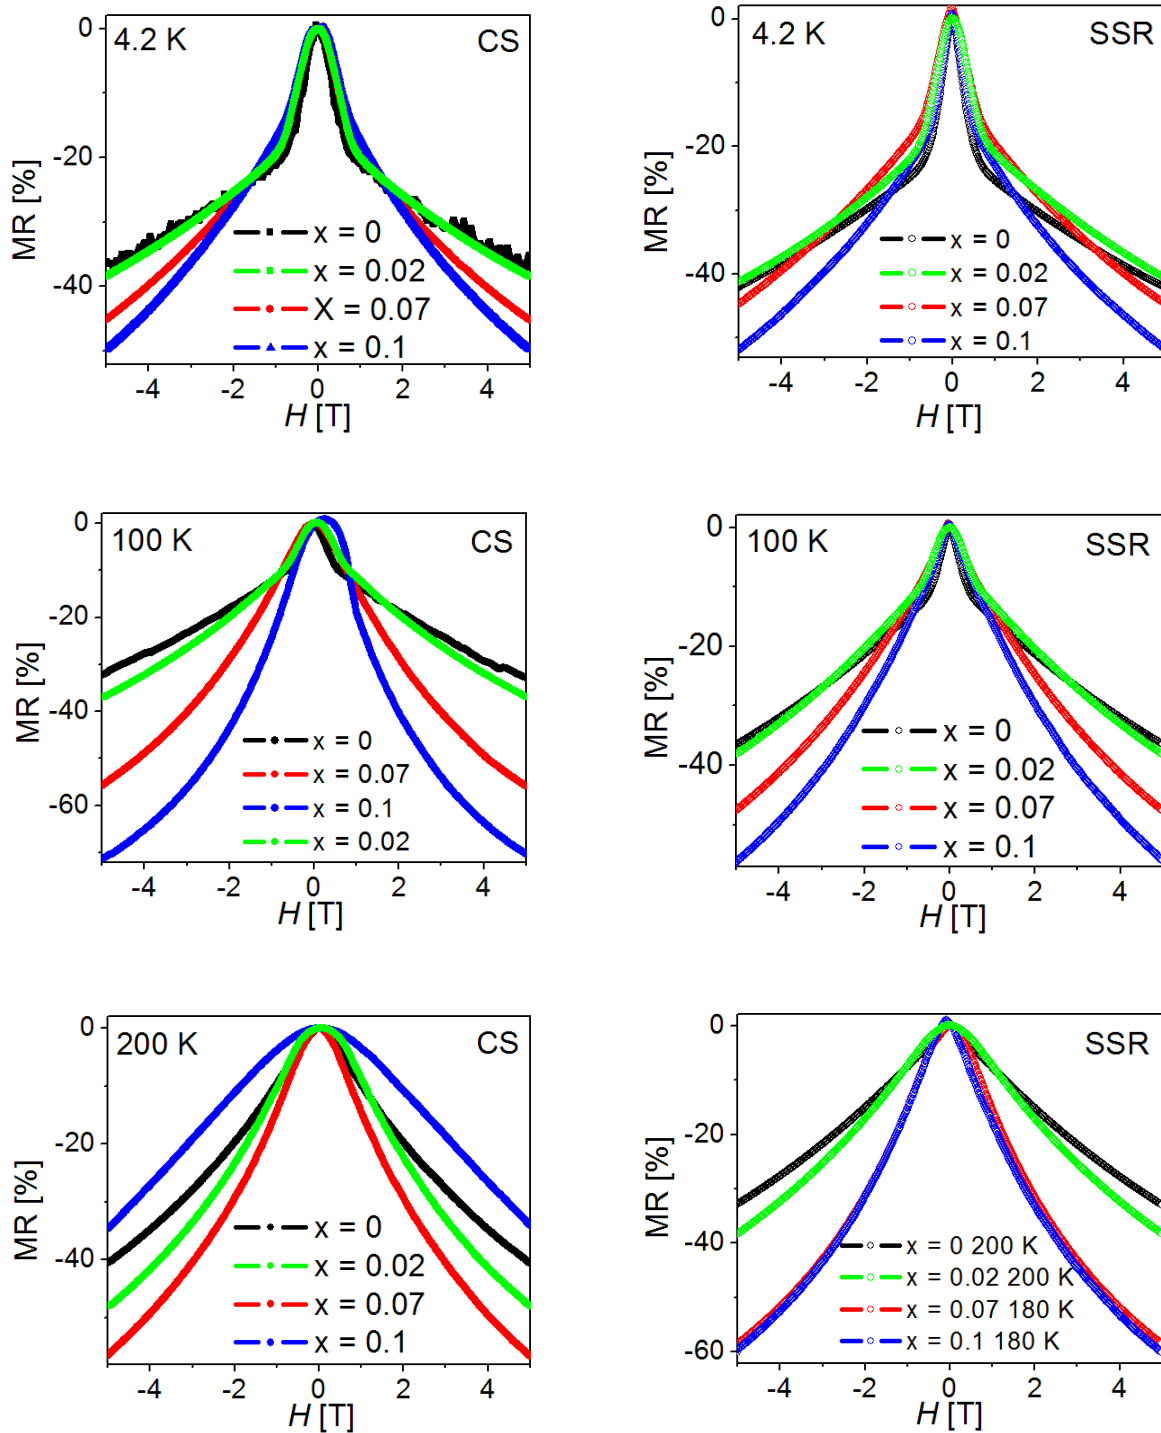 4.2 K
CS
0
-20
-40
MR [%]
x = 0
x = 0.02
X = 0.07
x = 0.1
-4
-2
0
2
4
H [T]
4.2 K
SSR
0
-20
-40
MR [%]
x = 0
x = 0.02
x = 0.07
x = 0.1
-4
-2
0
2
4
H [T]
100 K
CS
0
-20
-40
-60
MR [%]
x = 0
x = 0.07
x = 0.1
x = 0.02
-4
-2
0
2
4
H [T]
100 K
SSR
0
-20
-40
MR [%]
x = 0
x = 0.02
x = 0.07
x = 0.1
-4
-2
0
2
4
H [T]
200 K
CS
0
-20
-40
MR [%]
x = 0
x = 0.02
x = 0.07
x = 0.1
-4
-2
0
2
4
H [T]
SSR
0
-20
-40
-60
MR [%]
x = 0 200 K
x = 0.02 200 K
x = 0.07 180 K
x = 0.1 180 K
-4
-2
0
2
4
H [T]